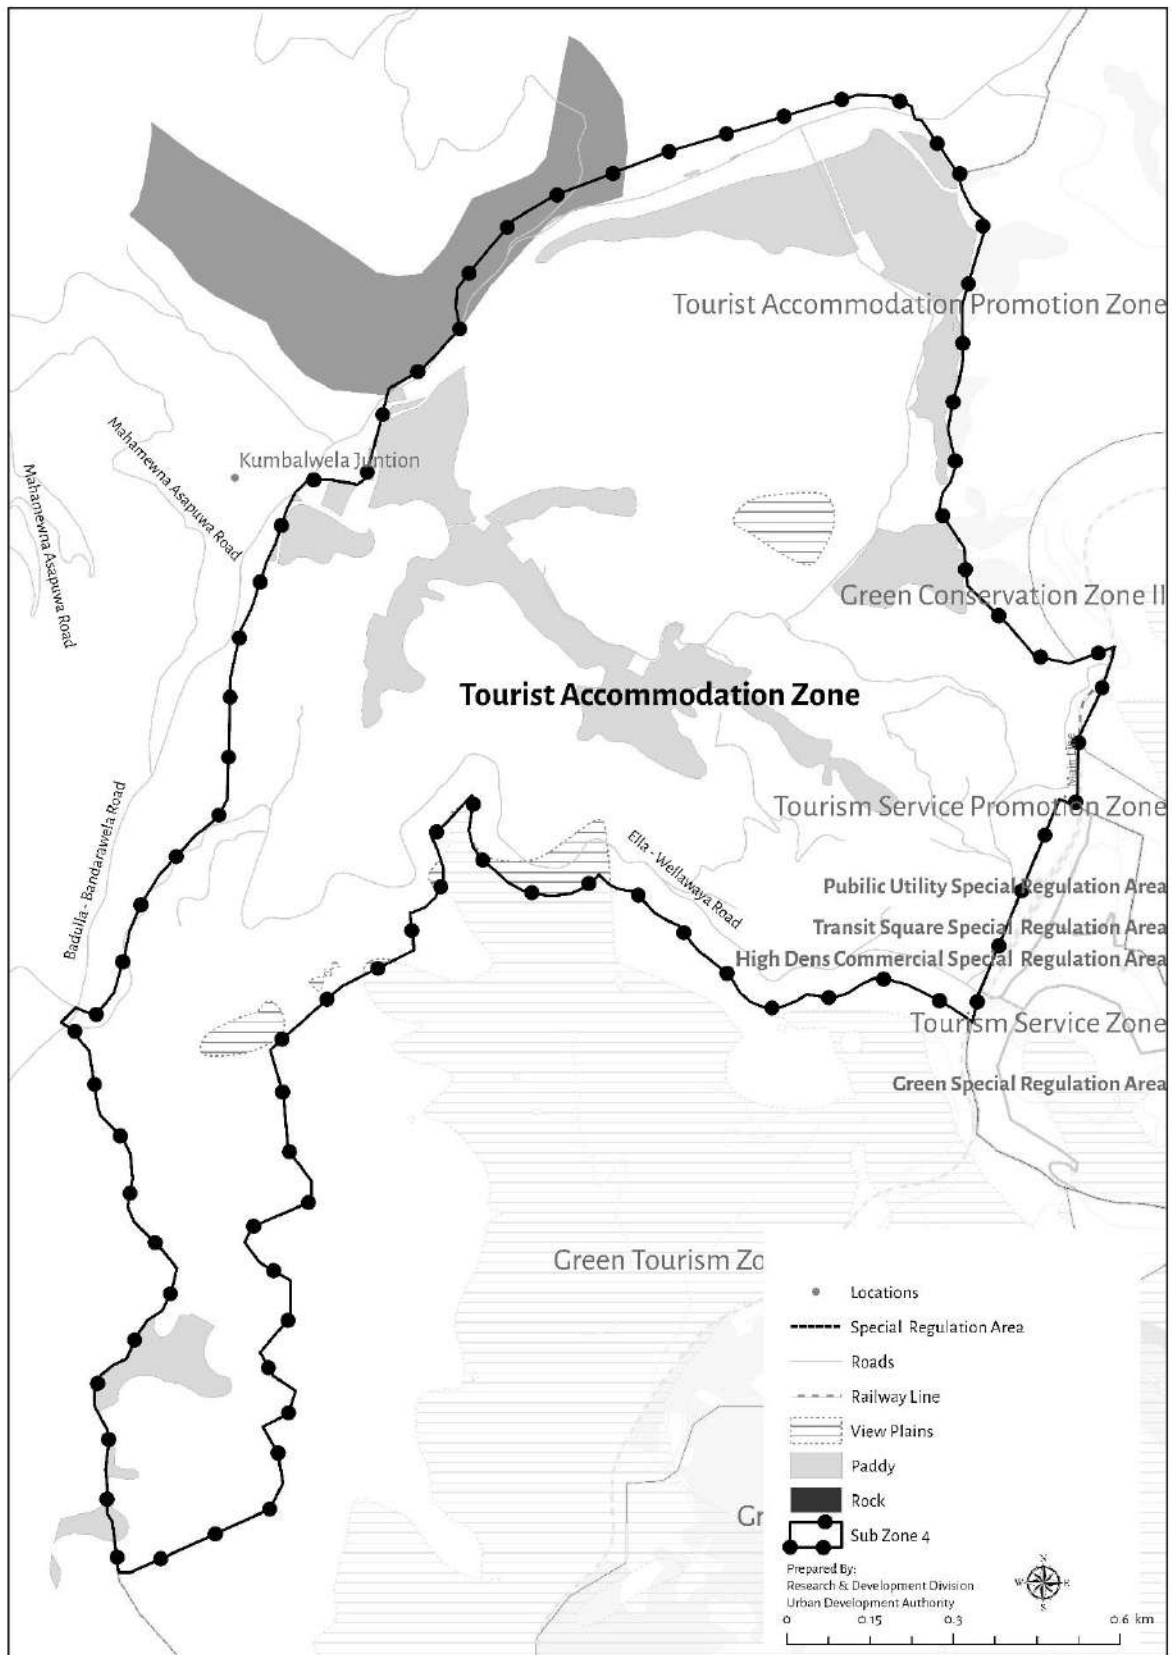 Tourist Accommodation Promotion Zone
Mahamewna Asapuwa Road
Kumbalwela Juntion
Mahamewna Asapuwa Road
Green Conservation Zone II
Tourist Accommodation Zone
Main Line
Tourism Service Promotion Zone
Badulla - Bandarawela Road
Ella - Wellawaya Road
Pubilic Utility Special Regulation Area
Transit Square Special Regulation Area
High Dens Commercial Special Regulation Area
Tourism Service Zone
Green Special Regulation Area
Green Tourism Zo
Locations
Special Regulation Area
Roads
Railway Line
View Plains
Paddy
Rock
Gr
Sub Zone 4
Prepared By:
Research & Development Division
Urban Development Authority
0 0.15 0.3 0.6 km